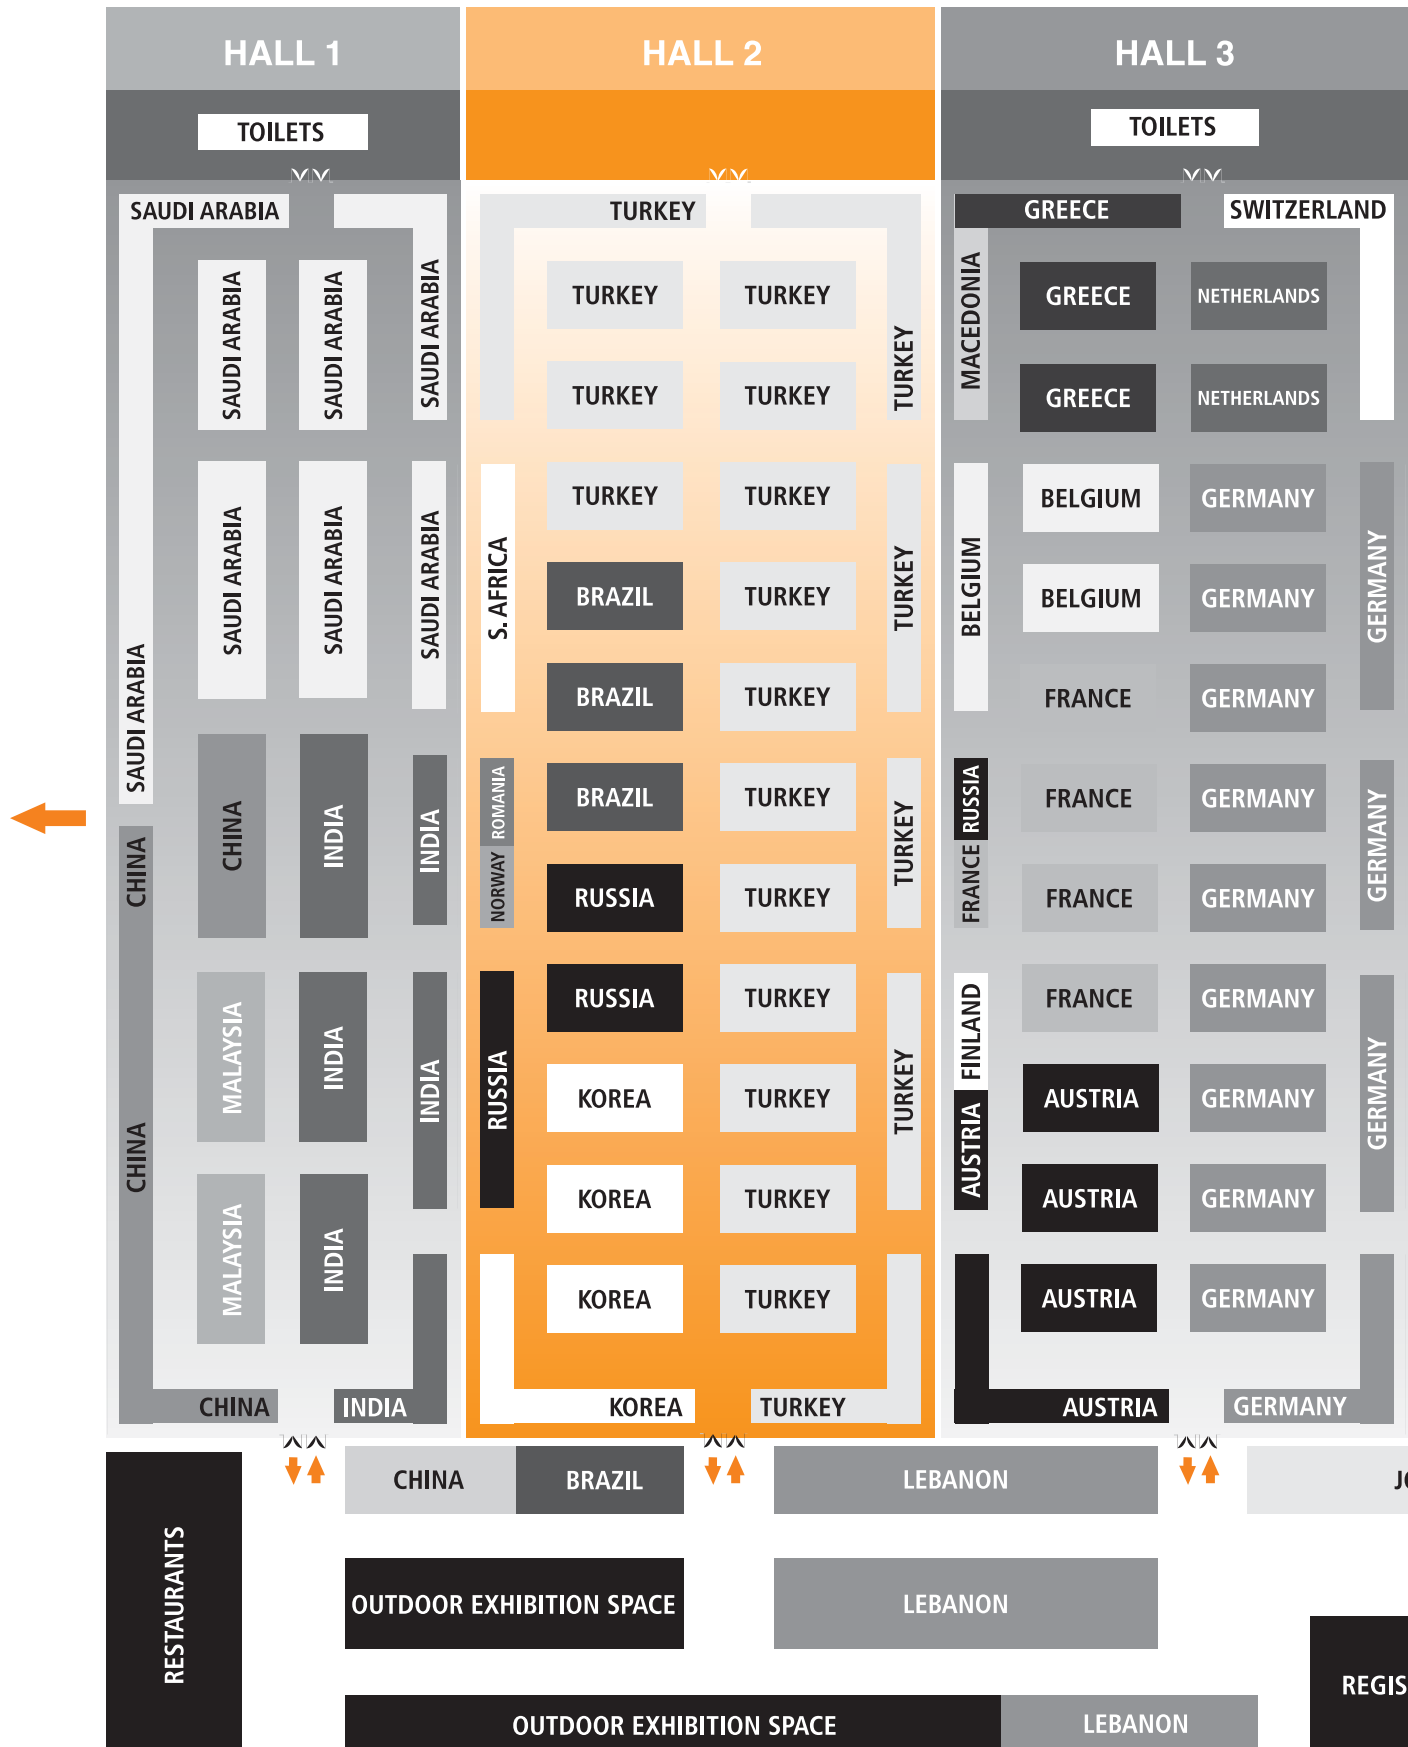 HALL 1
TOILETS
SAUDI ARABIA
SAUDI ARABIA
SAUDI ARABIA
SAUDI ARABIA
SAUDI ARABIA
SAUDI ARABIA
SAUDI ARABIA
SAUDI ARABIA
CHINA
CHINA
INDIA
INDIA
CHINA
MALAYSIA
INDIA
INDIA
MALAYSIA
INDIA
CHINA
INDIA
HALL 2
TURKEY
TURKEY
TURKEY
TURKEY
TURKEY
TURKEY
TURKEY
TURKEY
S. AFRICA
BRAZIL
TURKEY
TURKEY
BRAZIL
TURKEY
ROMANIA
BRAZIL
TURKEY
TURKEY
NORWAY
RUSSIA
TURKEY
RUSSIA
TURKEY
RUSSIA
KOREA
TURKEY
TURKEY
KOREA
TURKEY
KOREA
TURKEY
KOREA
TURKEY
HALL 3
TOILETS
GREECE
SWITZERLAND
MACEDONIA
GREECE
NETHERLANDS
GREECE
NETHERLANDS
BELGIUM
GERMANY
BELGIUM
BELGIUM
GERMANY
GERMANY
FRANCE
GERMANY
RUSSIA
FRANCE
GERMANY
GERMANY
FRANCE
FRANCE
GERMANY
FINLAND
FRANCE
GERMANY
AUSTRIA
AUSTRIA
GERMANY
GERMANY
AUSTRIA
GERMANY
AUSTRIA
GERMANY
AUSTRIA
GERMANY
RESTAURANTS
CHINA
BRAZIL
LEBANON
OUTDOOR EXHIBITION SPACE
LEBANON
OUTDOOR EXHIBITION SPACE
LEBANON
REGIS